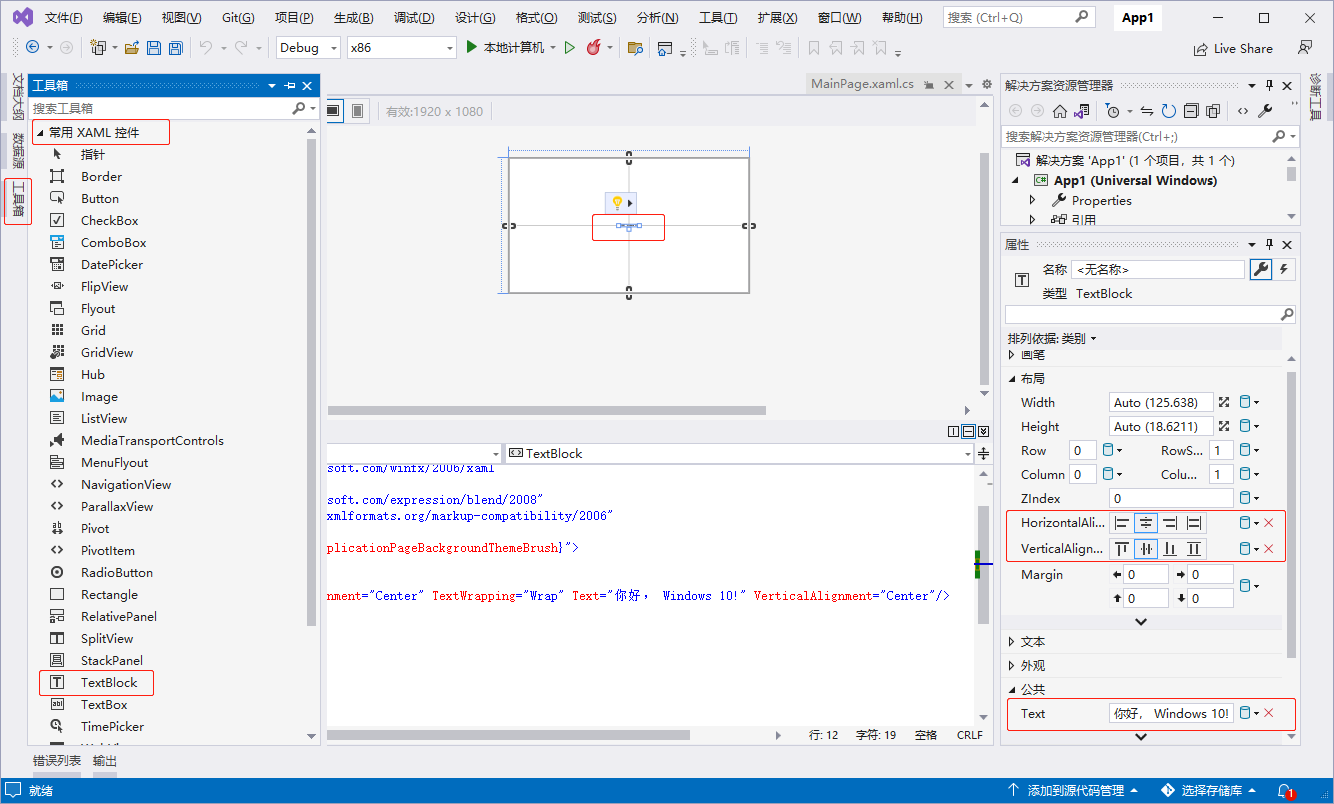 文件(F) 编辑(E) 视图(V) Git(G) 项目(P) 生成(B) 调试(D) 设计(G) 格式(O) 测试(S) 分析(N) 工具(T) 扩展(X) 窗口(W) 帮助(H) 搜索 (Ctrl+Q) App1
Debug x86 本地计算机 Live Share
文档大纲
数据源
工具箱
工具箱
搜索工具箱
常用 XAML 控件
指针
Border
Button
CheckBox
ComboBox
DatePicker
FlipView
Flyout
Grid
GridView
Hub
Image
ListView
MediaTransportControls
MenuFlyout
NavigationView
ParallaxView
Pivot
PivotItem
RadioButton
Rectangle
RelativePanel
SplitView
StackPanel
TextBlock
TextBox
TimePicker
MainPage.xaml.cs
有效:1920 x 1080
TextBlock
soft.com/winfx/2006/xaml
soft.com/expression/blend/2008"
xmlformats.org/markup-compatibility/2006"
plicationPageBackgroundThemeBrush}">
nment="Center" TextWrapping="Wrap" Text="你好， Windows 10!" VerticalAlignment="Center"/>
行: 12 字符: 19 空格 CRLF
解决方案资源管理器
搜索解决方案资源管理器(Ctrl+;)
解决方案 'App1' (1 个项目，共 1 个)
App1 (Universal Windows)
Properties
引用
诊断工具
属性
名称 <无名称>
类型 TextBlock
排列依据: 类别
画笔
布局
Width Auto (125.638)
Height Auto (18.6211)
Row 0 RowS... 1
Column 0 Colu... 1
ZIndex 0
HorizontalAli...
VerticalAlign...
Margin 0 0
0 0
文本
外观
公共
Text 你好， Windows 10!
错误列表 输出
就绪 添加到源代码管理 选择存储库 1